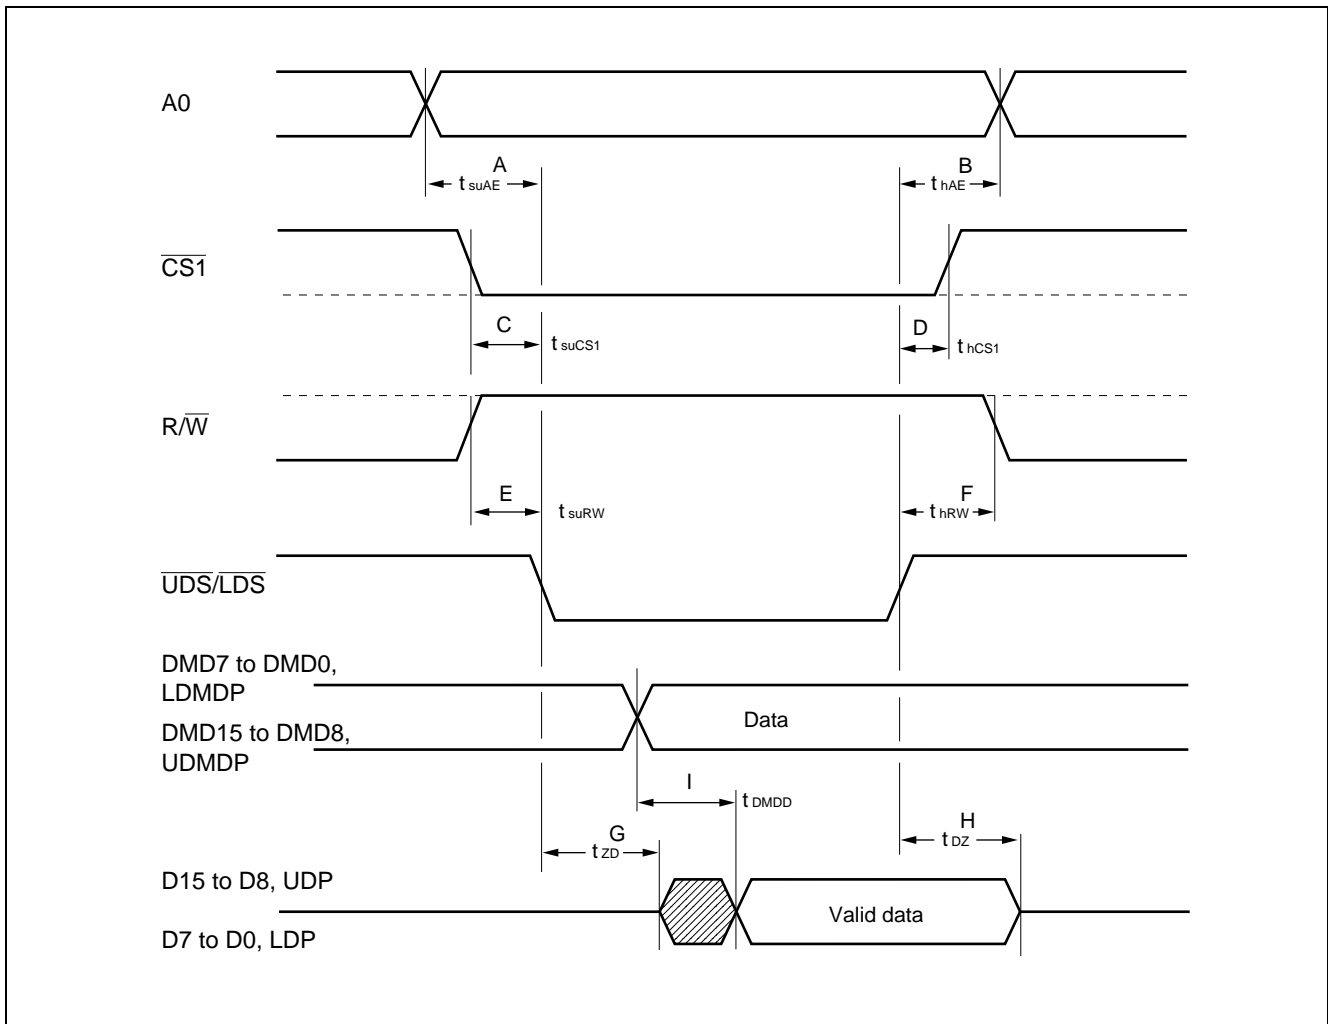 A0
A
t suAE
B
t hAE
CS1
C
t suCS1
D
t hCS1
R/W
E
t suRW
F
t hRW
UDS/LDS
DMD7 to DMD0,
LDMDP
DMD15 to DMD8,
UDMDP
Data
I
t DMDD
G
t ZD
H
t DZ
D15 to D8, UDP
D7 to D0, LDP
Valid data